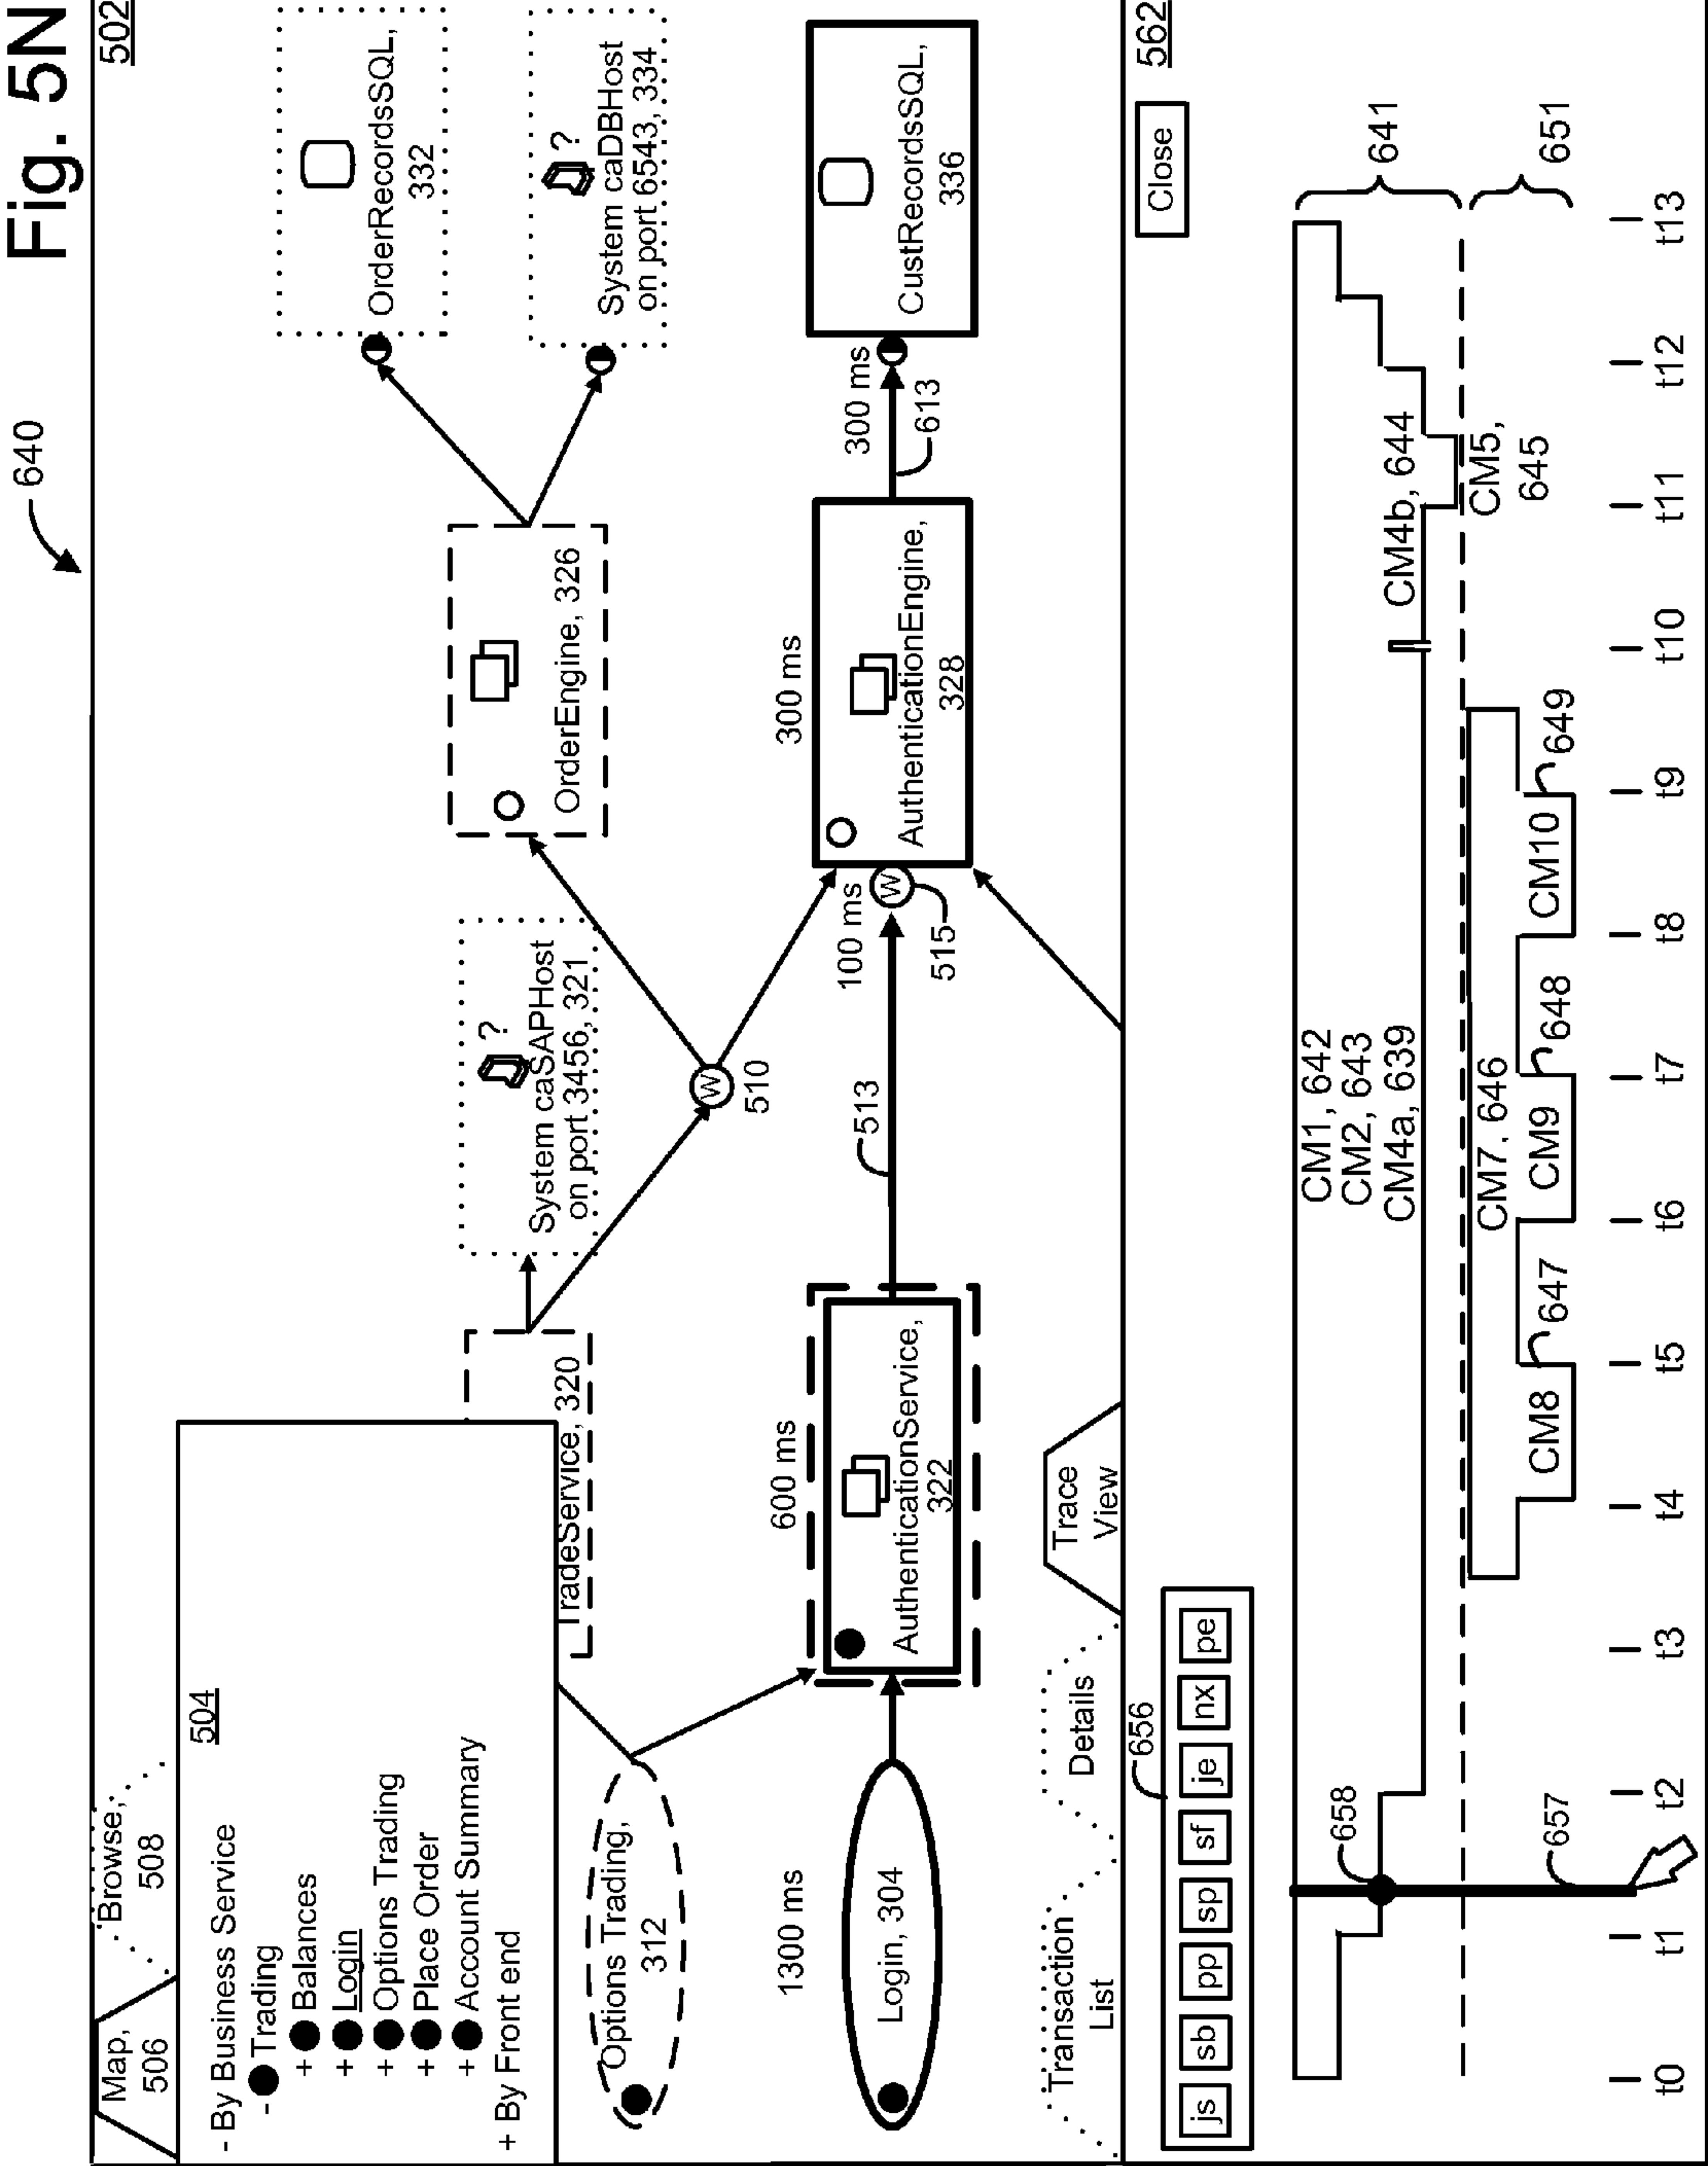 Fig. 5N
640
502
Map,
506
Browse,
508
504
- By Business Service
- Trading
+ Balances
+ Login
+ Options Trading
+ Place Order
+ Account Summary
+ By Front end
TradeService, 320
System caSAPHost
on port 3456, 321
?
W
510
OrderEngine, 326
OrderRecordsSQL,
332
?
System caDBHost
on port 6543, 334
Options Trading,
312
1300 ms
Login, 304
600 ms
AuthenticationService,
322
513
100 ms
W
515
300 ms
AuthenticationEngine,
328
300 ms
613
CustRecordsSQL,
336
Transaction
List
Details
Trace
View
562
656
js
sb
pp
sp
sf
je
nx
pe
Close
658
657
CM1, 642
CM2, 643
CM4a, 639
CM4b, 644
CM5,
645
641
651
CM7, 646
CM8
647
CM9
648
CM10
649
t0
t1
t2
t3
t4
t5
t6
t7
t8
t9
t10
t11
t12
t13